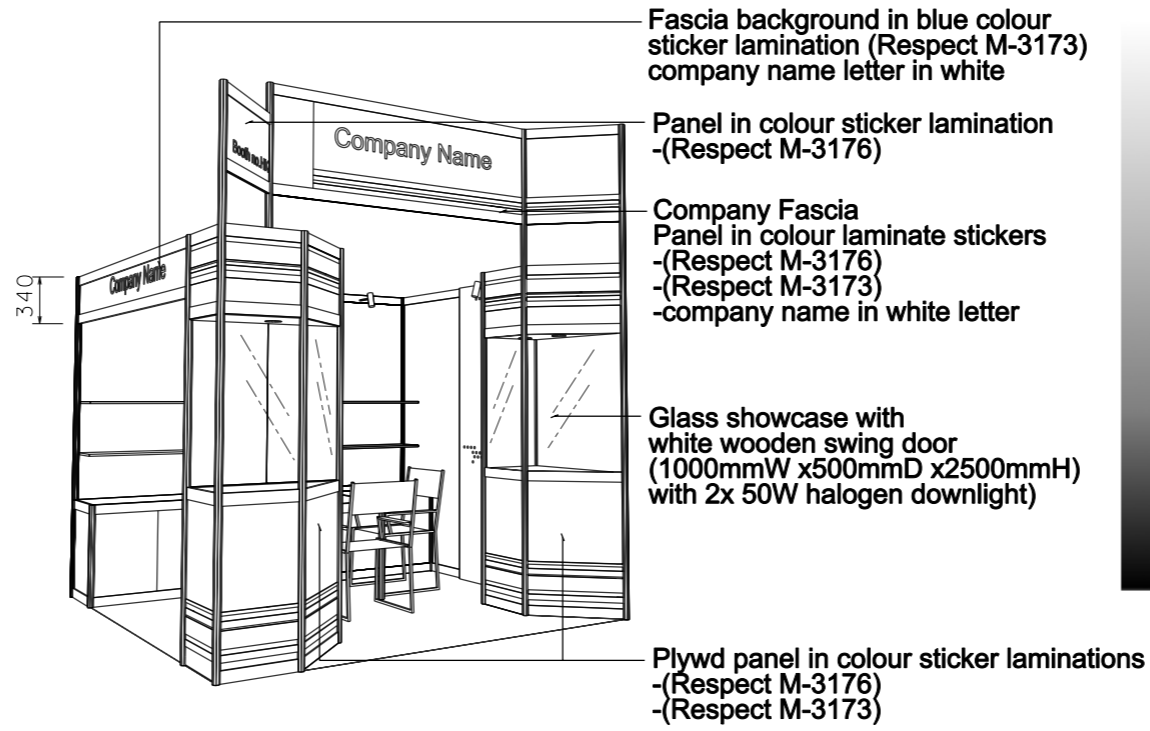 Fascia background in blue colour
sticker lamination (Respect M-3173)
company name letter in white
Panel in colour sticker lamination
-(Respect M-3176)
Company Fascia
Panel in colour laminate stickers
-(Respect M-3176)
-(Respect M-3173)
-company name in white letter
Glass showcase with
white wooden swing door
(1000mmW x500mmD x2500mmH)
with 2x 50W halogen downlight)
Plywd panel in colour sticker laminations
-(Respect M-3176)
-(Respect M-3173)
Company Name
Booth no.HK
Company Name
340